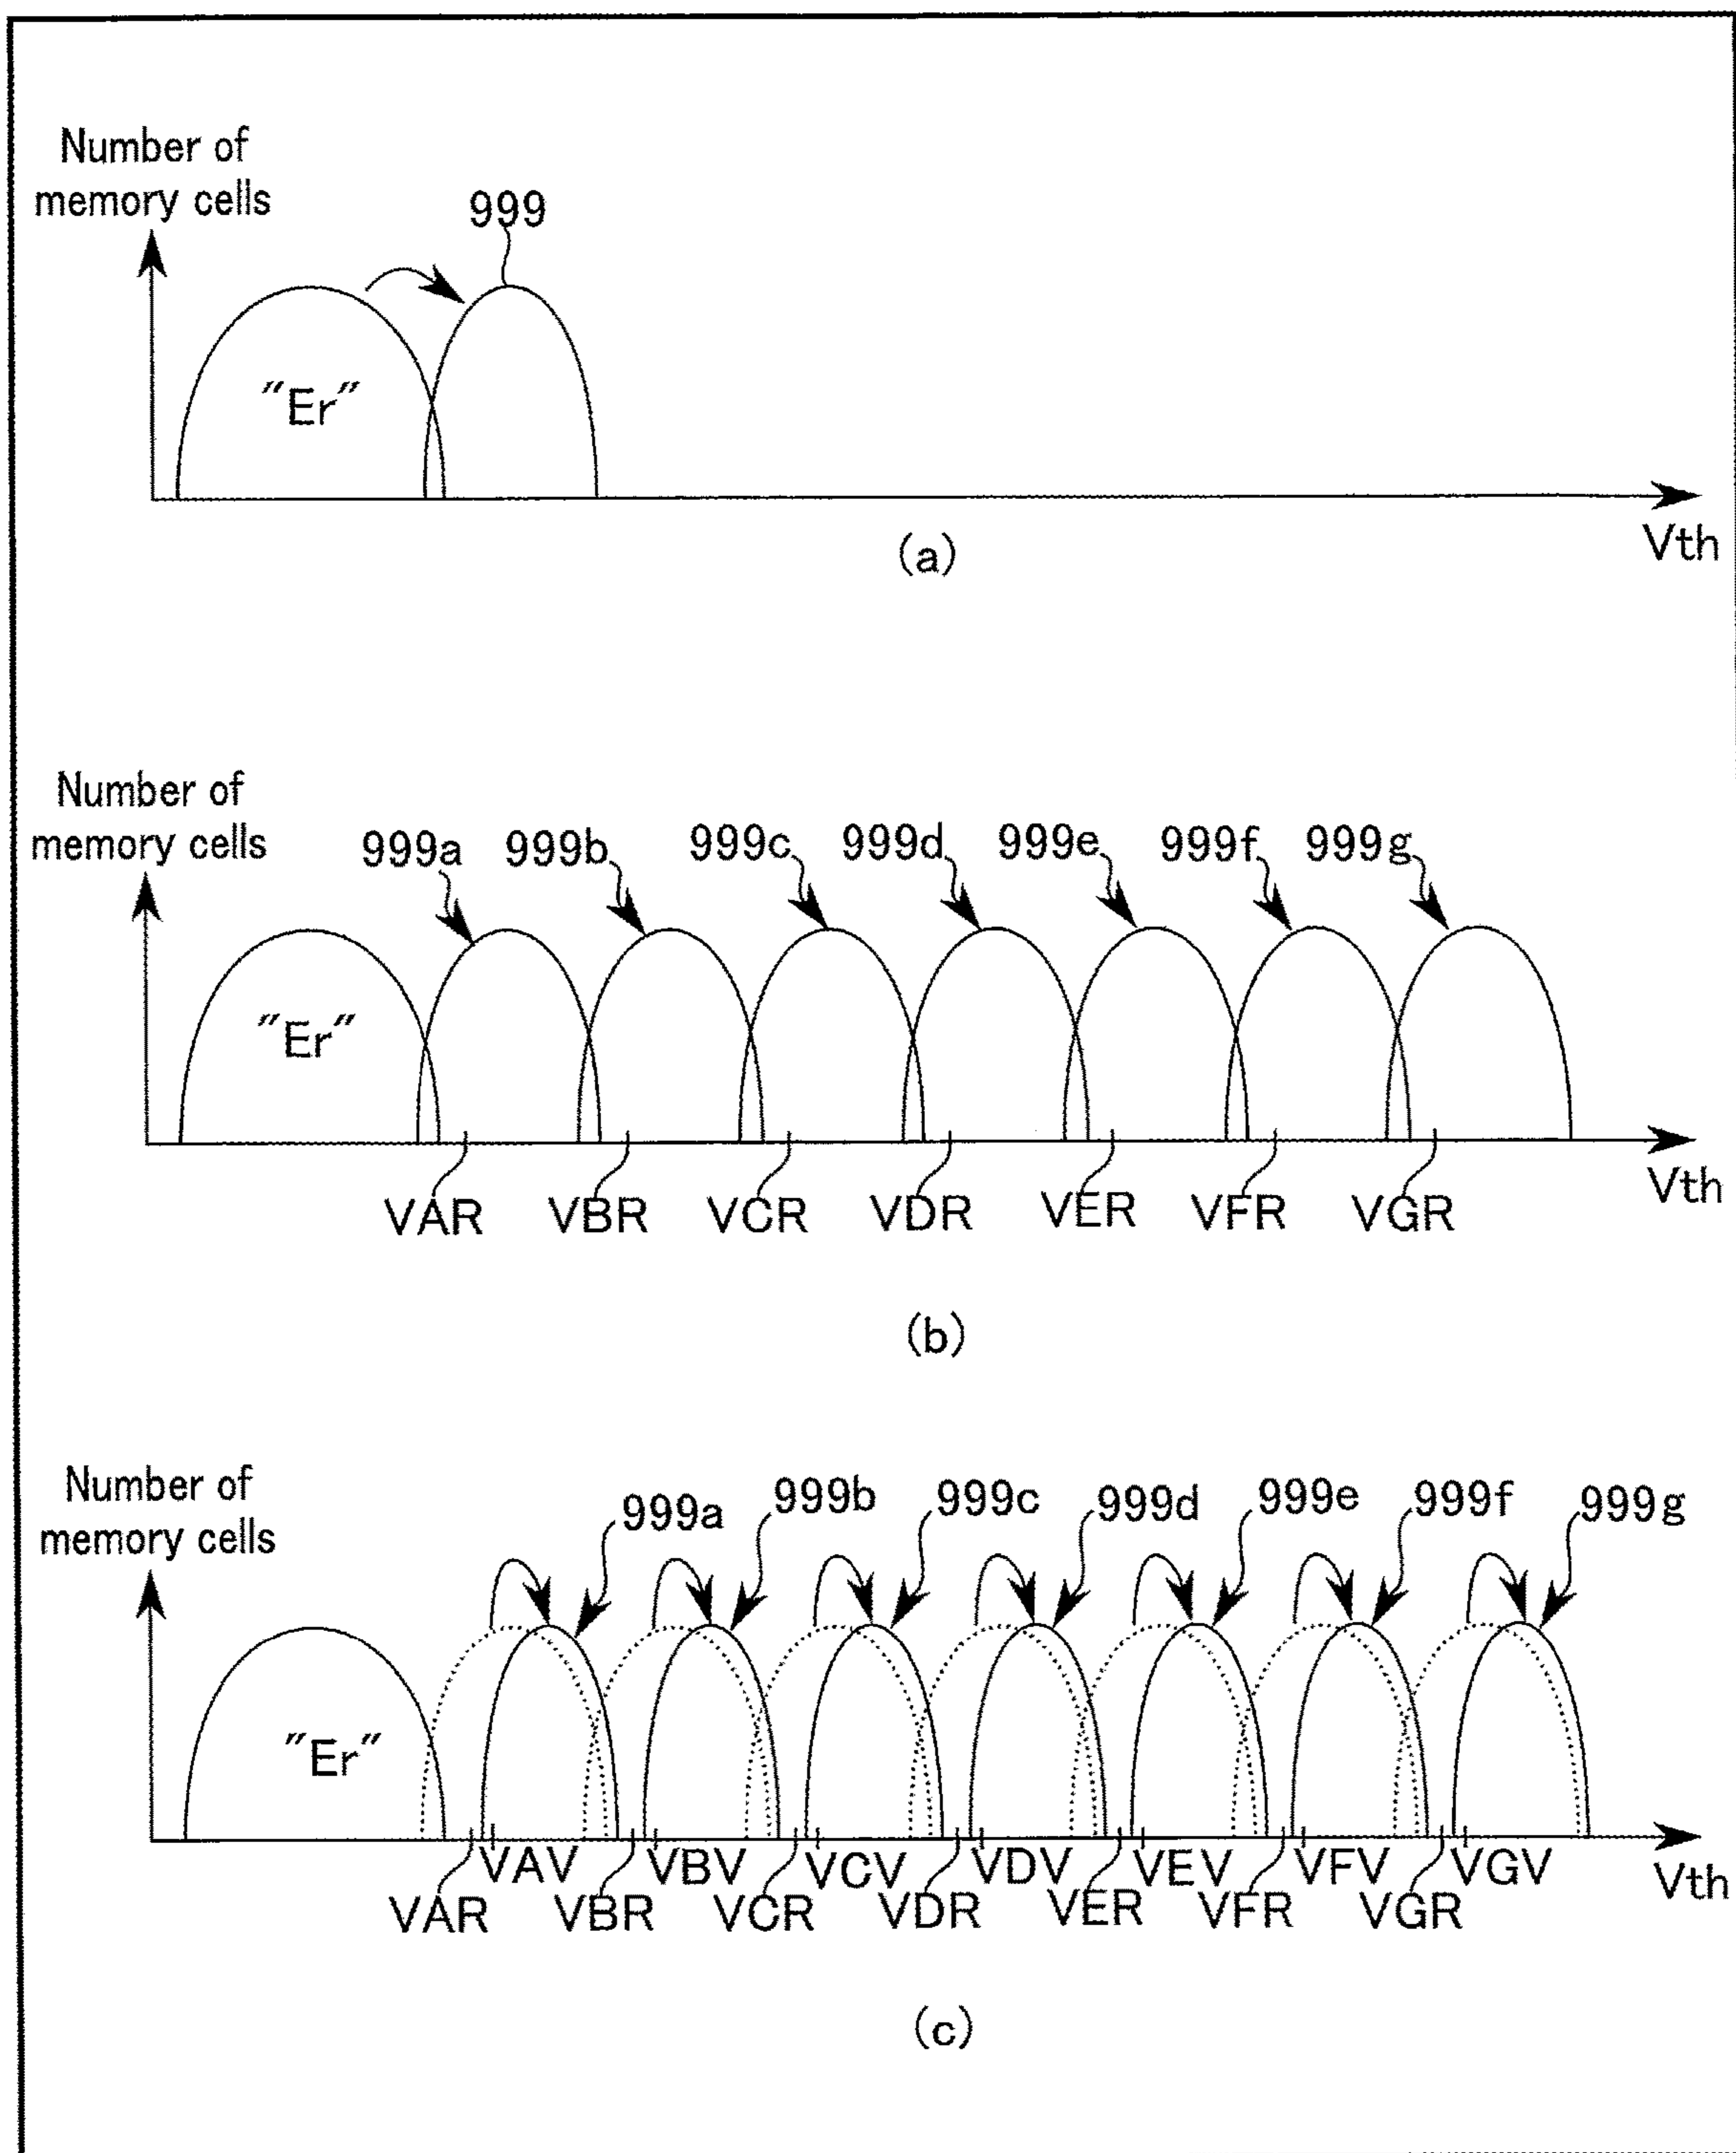 Number of
memory cells
999
"Er"
Vth
(a)
Number of
memory cells
999a 999b 999c 999d 999e 999f 999g
"Er"
VAR VBR VCR VDR VER VFR VGR
Vth
(b)
Number of
memory cells
999a 999b 999c 999d 999e 999f 999g
"Er"
VAV VBV VCV VDV VEV VFV VGV
VAR VBR VCR VDR VER VFR VGR
Vth
(c)